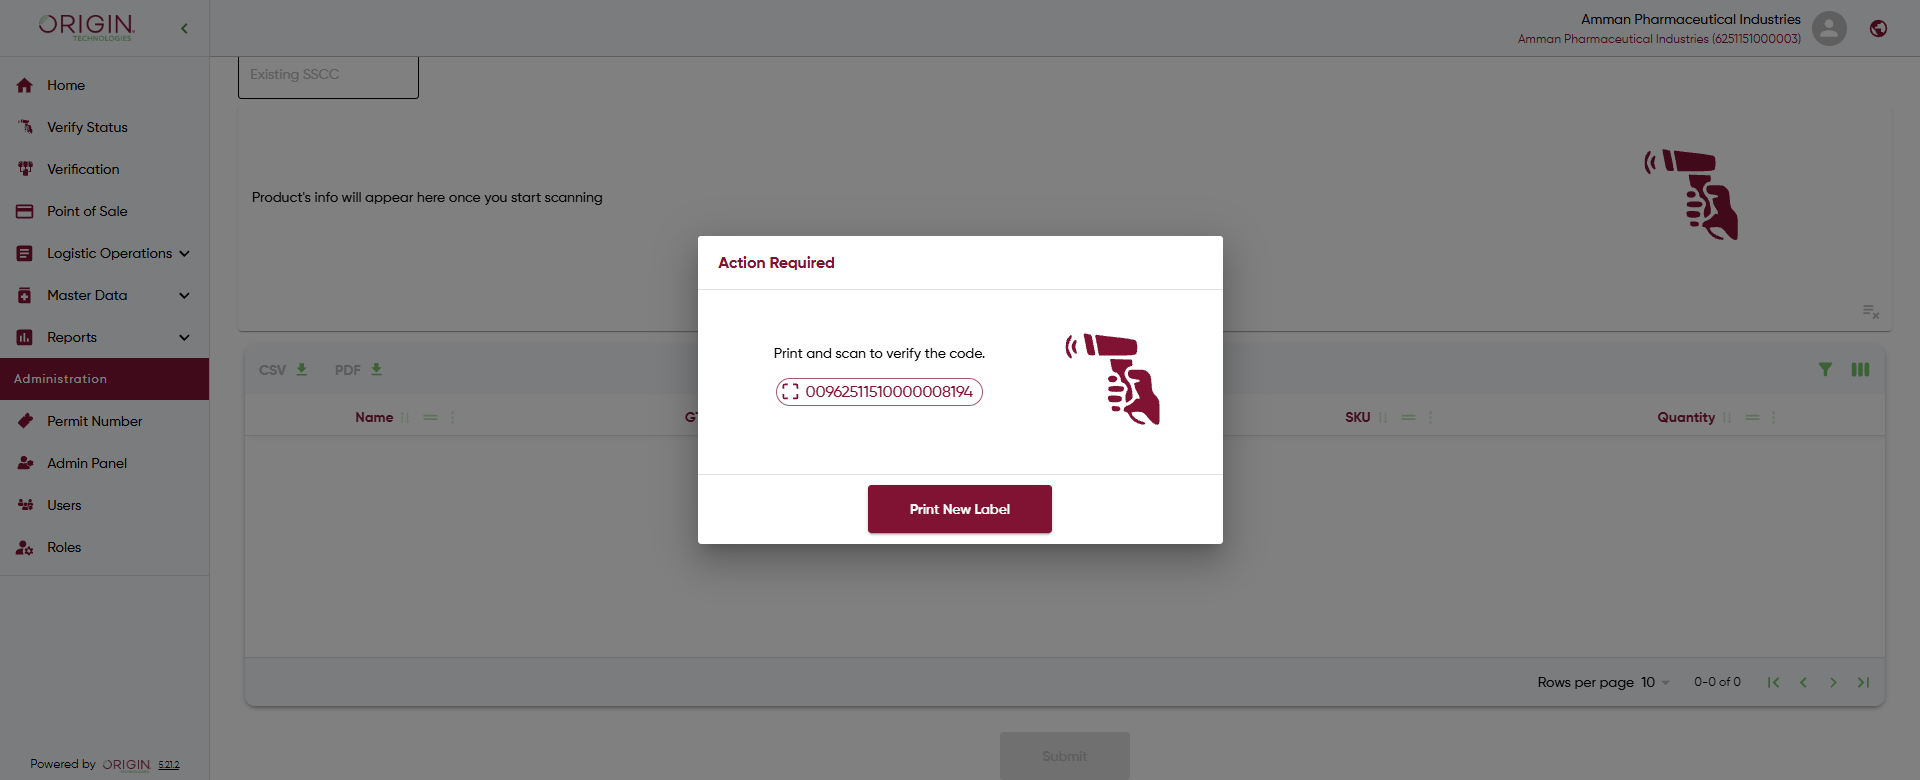 ORIGIN
TECHNOLOGIES
Amman Pharmaceutical Industries
Amman Pharmaceutical Industries (6251151000003)
Home
Verify Status
Verification
Point of Sale
Logistic Operations
Master Data
Reports
Administration
Permit Number
Admin Panel
Users
Roles
Powered by ORIGIN 5.21.2
Existing SSCC
Product's info will appear here once you start scanning
CSV PDF
Name GT SKU Quantity
Action Required
Print and scan to verify the code.
00962511510000008194
Print New Label
Rows per page 10 0-0 of 0
Submit